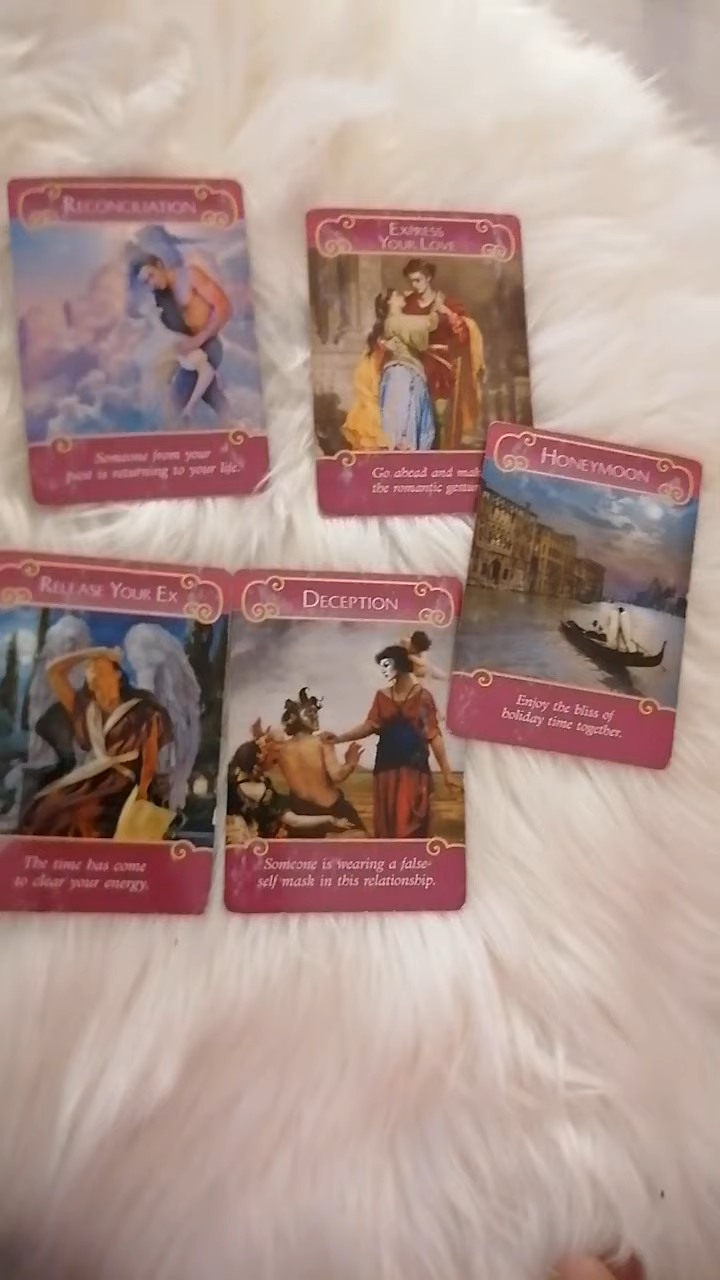 RECONCILIATION
Someone from your
past is returning to your life.
EXPRESS
YOUR LOVE
Go ahead and mak
the romantic gestur
HONEYMOON
Enjoy the bliss of
holiday time together.
RELEASE YOUR EX
The time has come
to clear your energy.
DECEPTION
Someone is wearing a false-
self mask in this relationship.